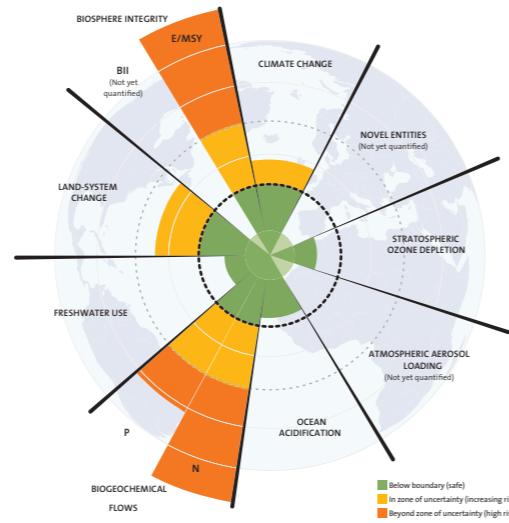 BIOSPHERE INTEGRITY
E/MSY
BII
(Not yet
quantified)
CLIMATE CHANGE
NOVEL ENTITIES
(Not yet quantified)
LAND-SYSTEM
CHANGE
STRATOSPHERIC
OZONE DEPLETION
FRESHWATER USE
ATMOSPHERIC AEROSOL
LOADING
(Not yet quantified)
P
N
OCEAN
ACIDIFICATION
BIOGEOCHEMICAL
FLOWS
Below boundary (safe)
In zone of uncertainty (increasing ri
Beyond zone of uncertainty (high ris